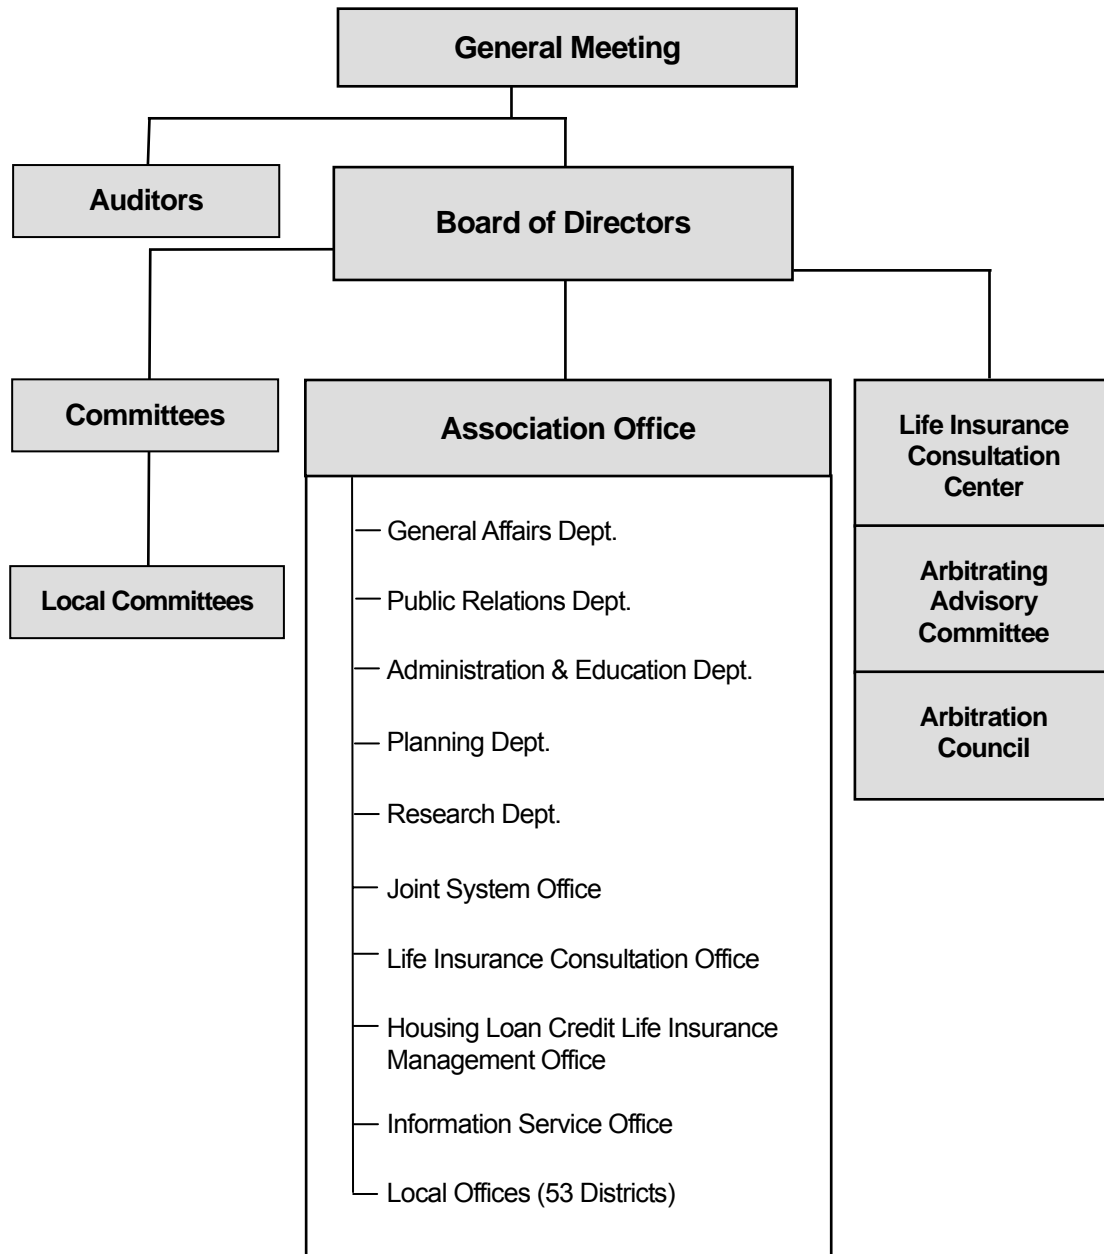 General Meeting
Auditors
Board of Directors
Committees
Local Committees
Association Office
General Affairs Dept.
Public Relations Dept.
Administration & Education Dept.
Planning Dept.
Research Dept.
Joint System Office
Life Insurance Consultation Office
Housing Loan Credit Life Insurance
Management Office
Information Service Office
Local Offices (53 Districts)
Life Insurance
Consultation
Center
Arbitrating
Advisory
Committee
Arbitration
Council